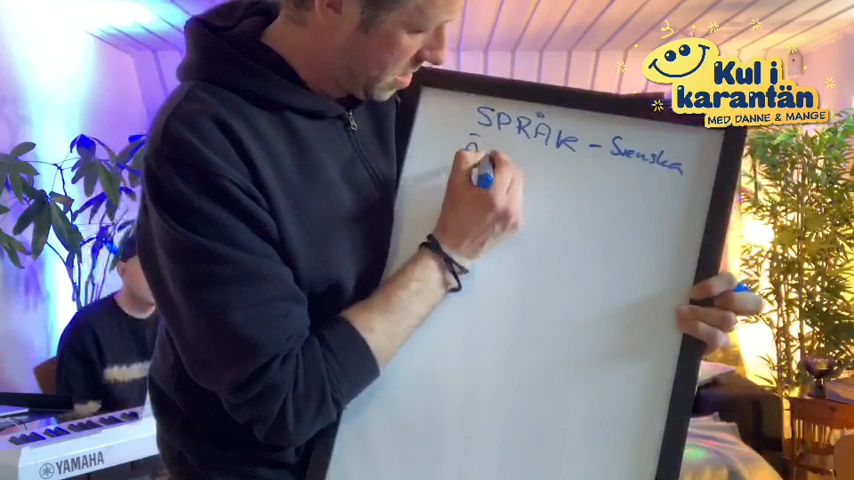 Kul i
karantän
MED DANNE & MANGE
SPRÅK - Svenska
YAMAHA